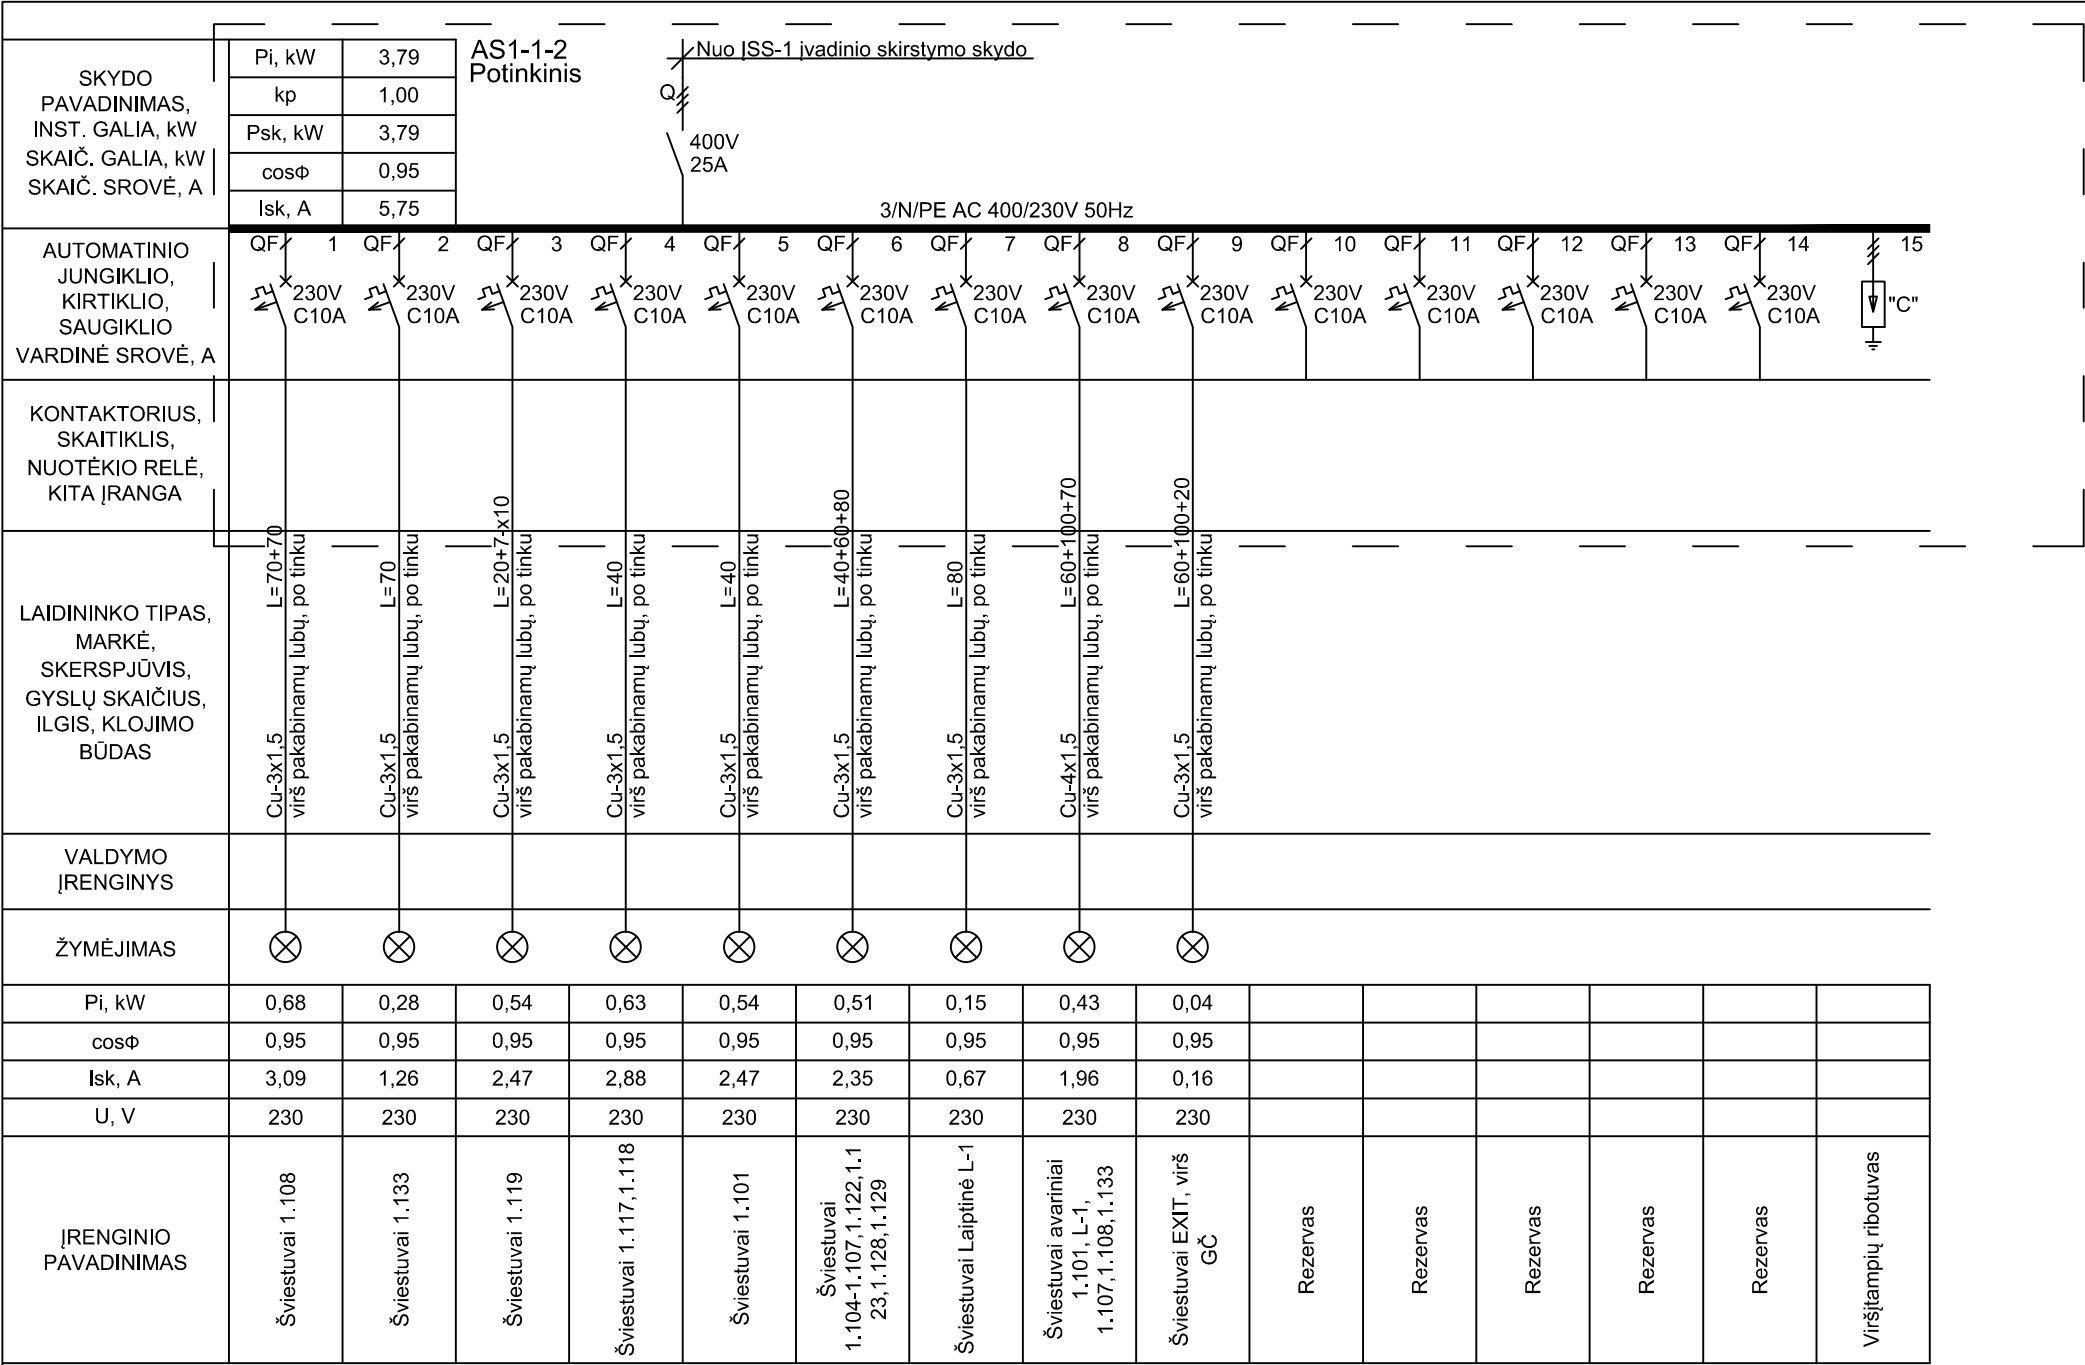 SKYDO
PAVADINIMAS,
INST. GALIA, kW
SKAIČ. GALIA, kW
SKAIČ. SROVĖ, A
Pi, kW 3,79
kp 1,00
Psk, kW 3,79
cosΦ 0,95
Isk, A 5,75
AS1-1-2
Potinkinis
Nuo ĮSS-1 įvadinio skirstymo skydo
Q
400V
25A
3/N/PE AC 400/230V 50Hz
AUTOMATINIO
JUNGIKLIO,
KIRTIKLIO,
SAUGIKLIO
VARDINĖ SROVĖ, A
QF 1 QF 2 QF 3 QF 4 QF 5 QF 6 QF 7 QF 8 QF 9 QF 10 QF 11 QF 12 QF 13 QF 14 15
230V 230V 230V 230V 230V 230V 230V 230V 230V 230V 230V 230V 230V 230V "C"
C10A C10A C10A C10A C10A C10A C10A C10A C10A C10A C10A C10A C10A C10A
KONTAKTORIUS,
SKAITIKLIS,
NUOTĖKIO RELĖ,
KITA ĮRANGA
LAIDININKO TIPAS,
MARKĖ,
SKERSPJŪVIS,
GYSLŲ SKAIČIUS,
ILGIS, KLOJIMO
BŪDAS
Cu-3x1,5 L=70+70
virš pakabinamų lubų, po tinku
Cu-3x1,5 L=70
virš pakabinamų lubų, po tinku
Cu-3x1,5 L=20+7-x10
virš pakabinamų lubų, po tinku
Cu-3x1,5 L=40
virš pakabinamų lubų, po tinku
Cu-3x1,5 L=40
virš pakabinamų lubų, po tinku
Cu-3x1,5 L=40+60+80
virš pakabinamų lubų, po tinku
Cu-3x1,5 L=80
virš pakabinamų lubų, po tinku
Cu-4x1,5 L=60+100+70
virš pakabinamų lubų, po tinku
Cu-3x1,5 L=60+100+20
virš pakabinamų lubų, po tinku
VALDYMO
ĮRENGINYS
ŽYMĖJIMAS
Pi, kW 0,68 0,28 0,54 0,63 0,54 0,51 0,15 0,43 0,04
cosΦ 0,95 0,95 0,95 0,95 0,95 0,95 0,95 0,95 0,95
Isk, A 3,09 1,26 2,47 2,88 2,47 2,35 0,67 1,96 0,16
U, V 230 230 230 230 230 230 230 230 230
ĮRENGINIO
PAVADINIMAS
Šviestuvai 1.108
Šviestuvai 1.133
Šviestuvai 1.119
Šviestuvai 1.117,1.118
Šviestuvai 1.101
Šviestuvai
1.104-1.107,1.122,1.1
23,1.128,1.129
Šviestuvai Laiptinė L-1
Šviestuvai avariniai
1.101, L-1,
1.107,1.108,1.133
Šviestuvai EXIT, virš
GČ
Rezervas
Rezervas
Rezervas
Rezervas
Rezervas
Viršįtampių ribotuvas